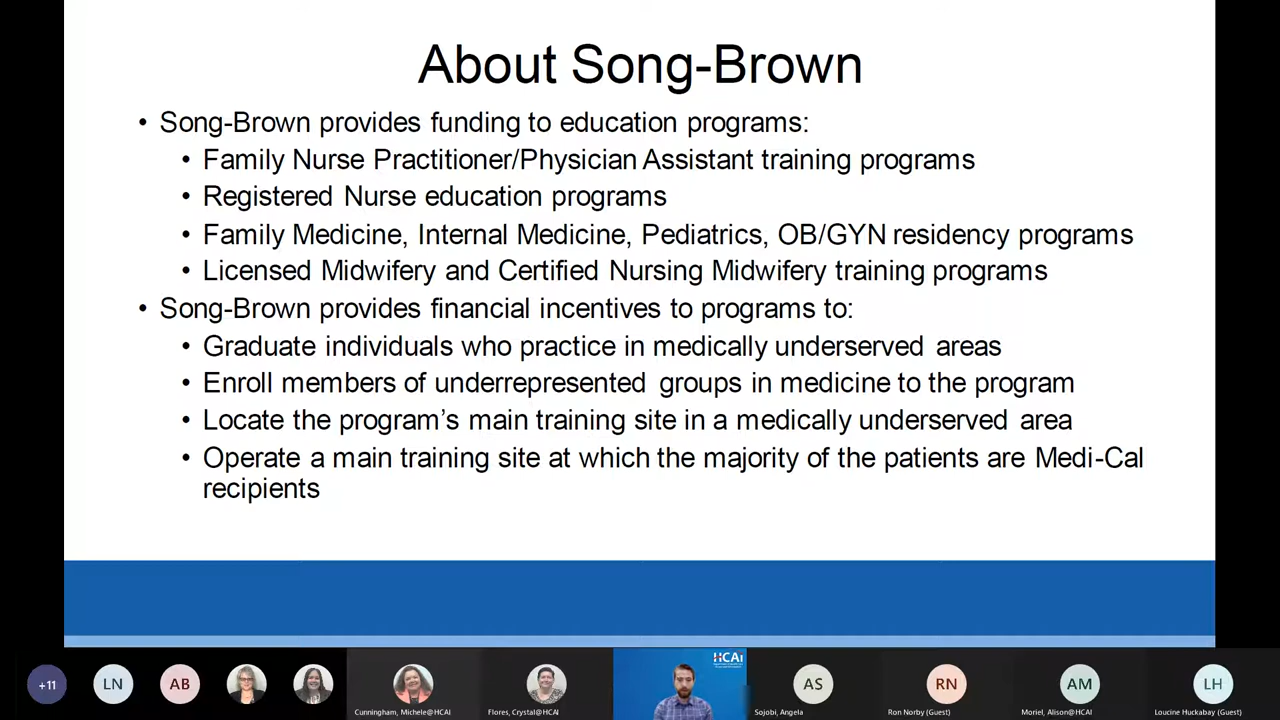 About Song-Brown
• Song-Brown provides funding to education programs:
• Family Nurse Practitioner/Physician Assistant training programs
• Registered Nurse education programs
• Family Medicine, Internal Medicine, Pediatrics, OB/GYN residency programs
• Licensed Midwifery and Certified Nursing Midwifery training programs
• Song-Brown provides financial incentives to programs to:
• Graduate individuals who practice in medically underserved areas
• Enroll members of underrepresented groups in medicine to the program
• Locate the program's main training site in a medically underserved area
• Operate a main training site at which the majority of the patients are Medi-Cal
recipients
HCAi
+11 LN AB AS RN AM LH
Cunningham, Michele@HCAI Flores, Crystal@HCAI Sojobi, Angela Ron Norby (Guest) Moriel, Alison@HCAI Loucine Huckabay (Guest)